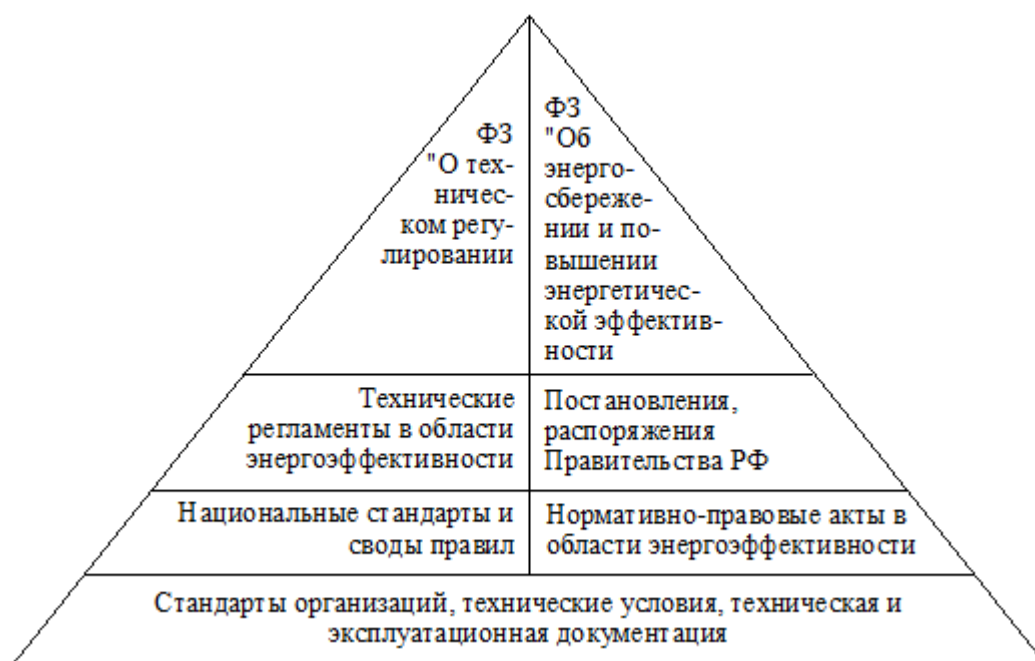 ФЗ
"О тех-
ничес-
ком регу-
лировании
ФЗ
"Об
энерго-
сбереже-
нии и по-
вышении
энергетичес-
кой эффектив-
ности
Технические
регламенты в области
энергоэффективности
Постановления,
распоряжения
Правительства РФ
Национальные стандарты и
своды правил
Нормативно-правовые акты в
области энергоэффективности
Стандарты организаций, технические условия, техническая и
эксплуатационная документация